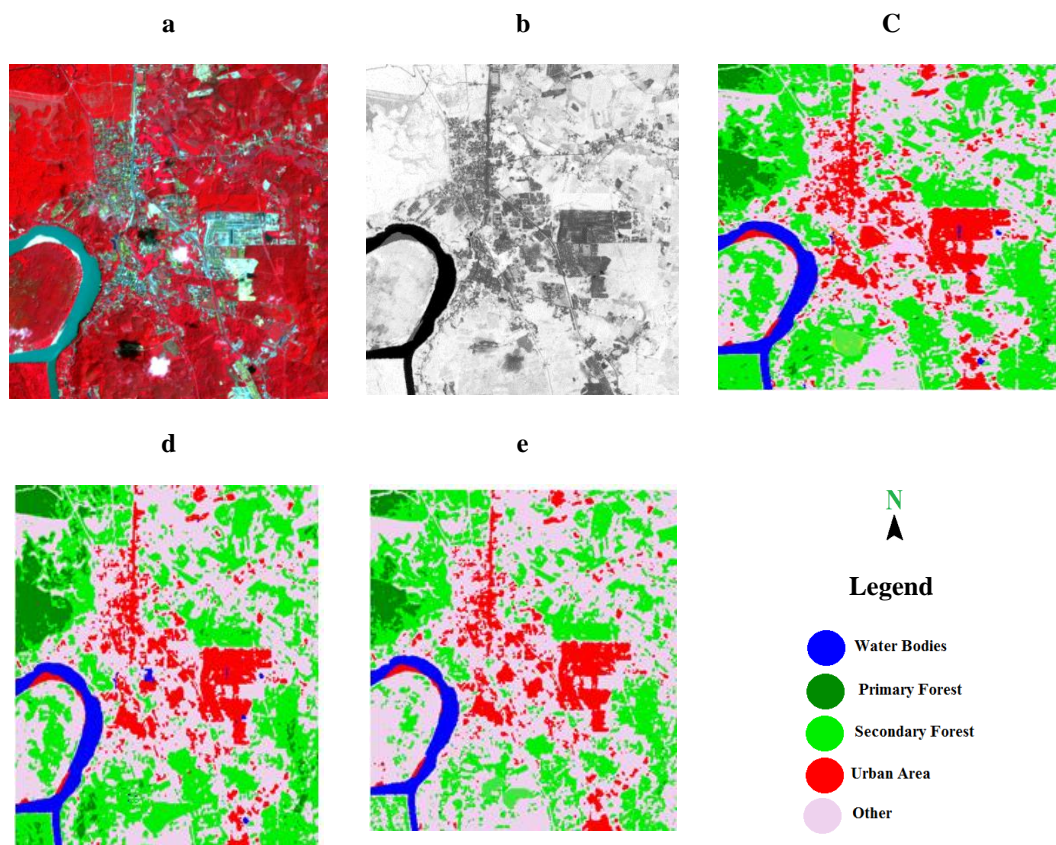 a
b
C
d
e
N
Legend
Water Bodies
Primary Forest
Secondary Forest
Urban Area
Other